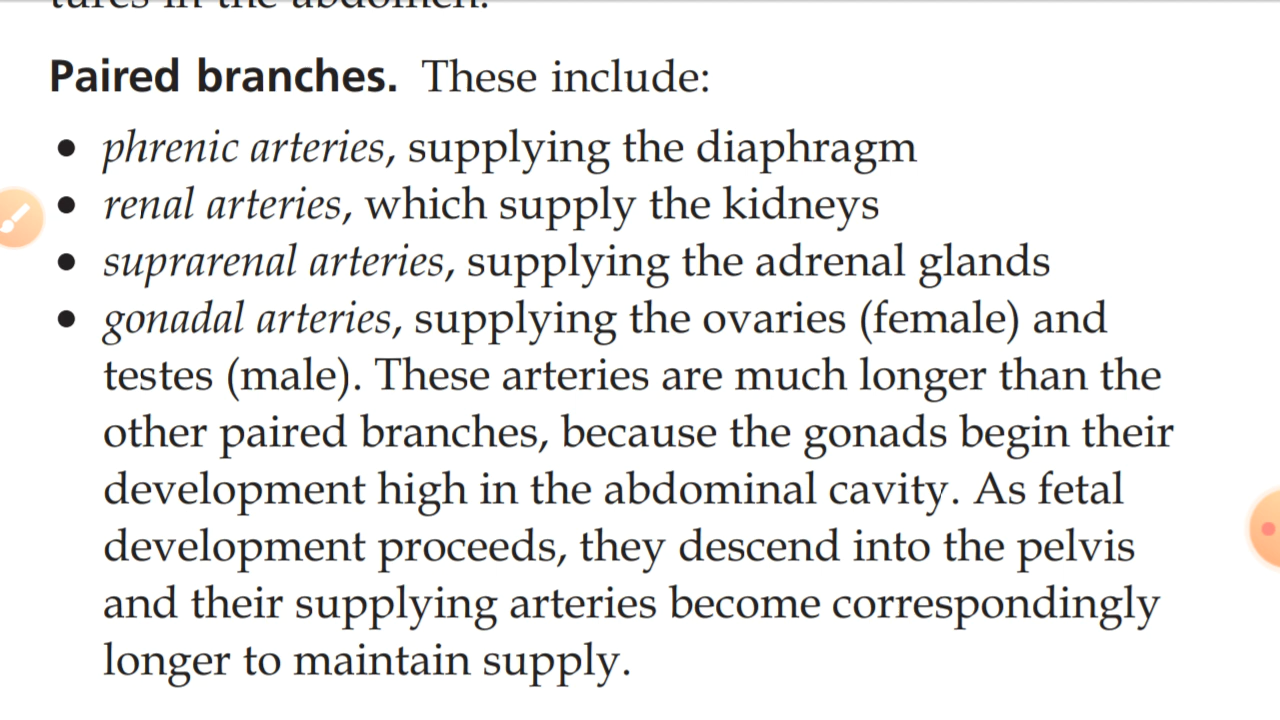 Paired branches. These include:
• phrenic arteries, supplying the diaphragm
• renal arteries, which supply the kidneys
• suprarenal arteries, supplying the adrenal glands
• gonadal arteries, supplying the ovaries (female) and
testes (male). These arteries are much longer than the
other paired branches, because the gonads begin their
development high in the abdominal cavity. As fetal
development proceeds, they descend into the pelvis
and their supplying arteries become correspondingly
longer to maintain supply.